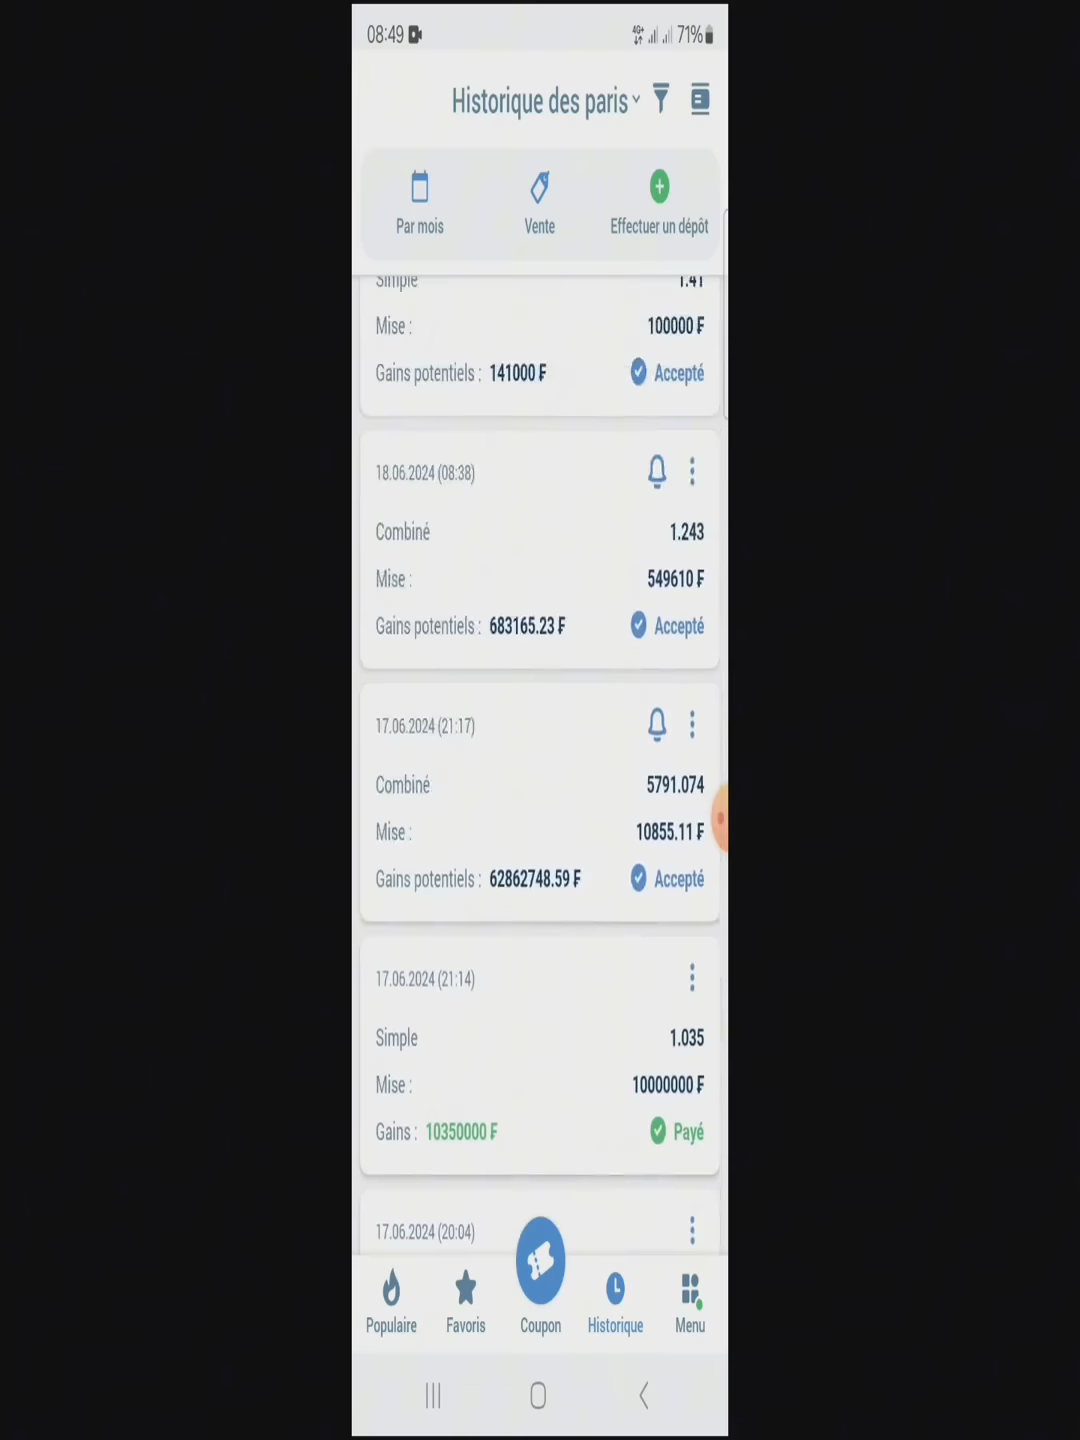 08:49 4G+ 71%
Historique des paris
Par mois Vente Effectuer un dépôt
Simple 1.41
Mise : 100000 ₣
Gains potentiels : 141000 ₣ Accepté
18.06.2024 (08:38)
Combiné 1.243
Mise : 549610 ₣
Gains potentiels : 683165.23 ₣ Accepté
17.06.2024 (21:17)
Combiné 5791.074
Mise : 10855.11 ₣
Gains potentiels : 62862748.59 ₣ Accepté
17.06.2024 (21:14)
Simple 1.035
Mise : 10000000 ₣
Gains : 10350000 ₣ Payé
17.06.2024 (20:04)
Populaire Favoris Coupon Historique Menu